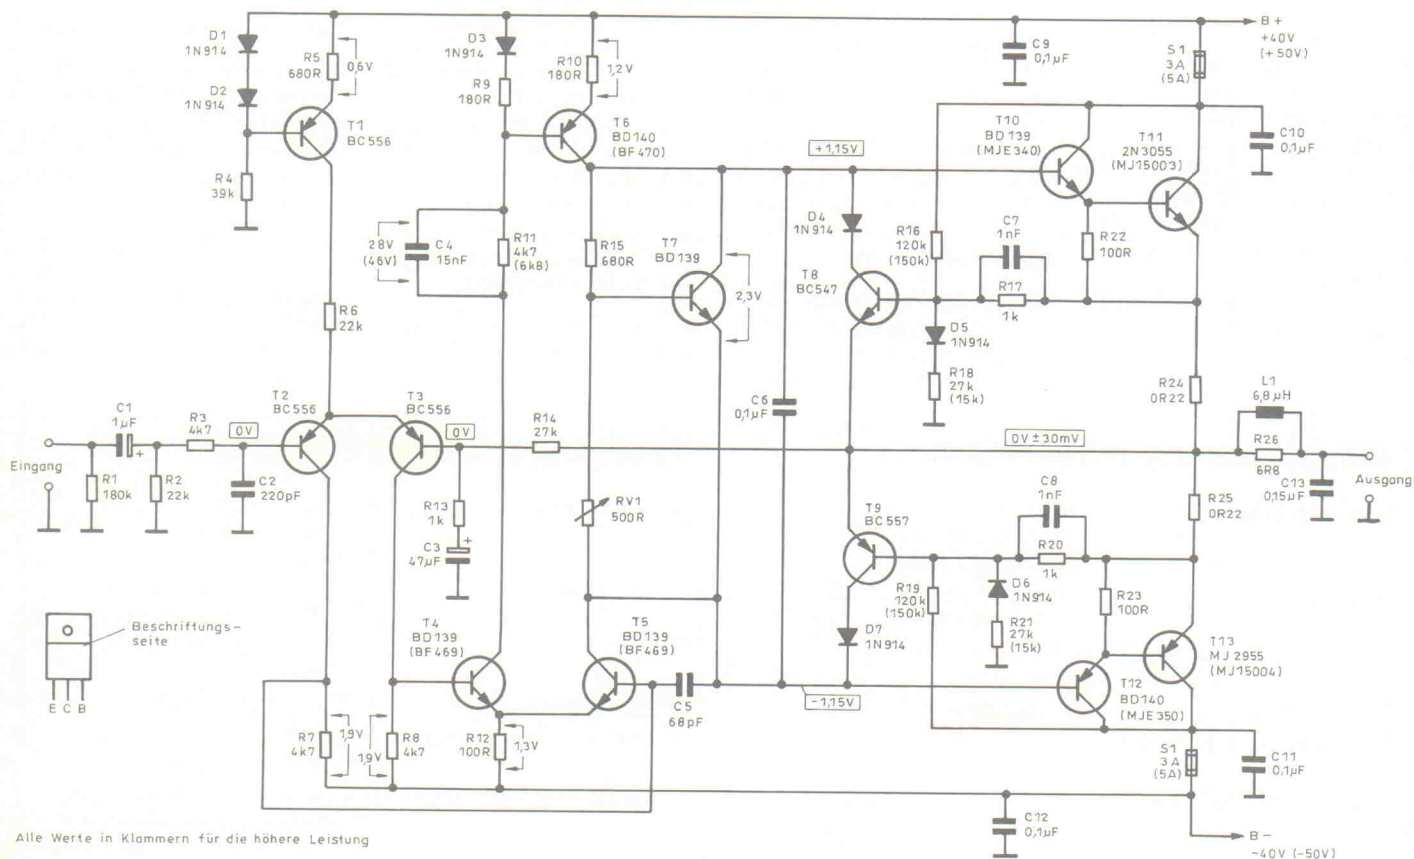 D1
1N914
R5
680R
0,6V
D2
1N914
T1
BC556
R4
39k
R6
22k
D3
1N914
R9
180R
R10
180R
1,2V
T6
BD140
(BF470)
28V
(46V)
C4
15nF
R11
4k7
(6k8)
R15
680R
T7
BD139
2,3V
C9
0,1µF
B+
+40V
(+50V)
S1
3A
(5A)
T10
BD139
(MJE340)
T11
2N3055
(MJ15003)
C10
0,1µF
+1,15V
D4
1N914
T8
BC547
R16
120k
(150k)
C7
1nF
R17
1k
R22
100R
D5
1N914
R18
27k
(15k)
C6
0,1µF
R24
0R22
L1
6,8µH
R26
6R8
C13
0,15µF
Ausgang
0V±30mV
Eingang
R1
180k
C1
1µF
+
R2
22k
R3
4k7
0V
C2
220pF
T2
BC556
T3
BC556
0V
R14
27k
R13
1k
C3
47µF
+
RV1
500R
T9
BC557
C8
1nF
R20
1k
R25
0R22
R19
120k
(150k)
D6
1N914
R21
27k
(15k)
R23
100R
D7
1N914
T13
MJ2955
(MJ15004)
T12
BD140
(MJE350)
-1,15V
T4
BD139
(BF469)
T5
BD139
(BF469)
C5
68pF
R7
4k7
1,9V
R8
4k7
1,9V
R12
100R
1,3V
Beschriftungs-
seite
E C B
S1
3A
(5A)
C11
0,1µF
C12
0,1µF
B-
-40V (-50V)
Alle Werte in Klammern für die höhere Leistung